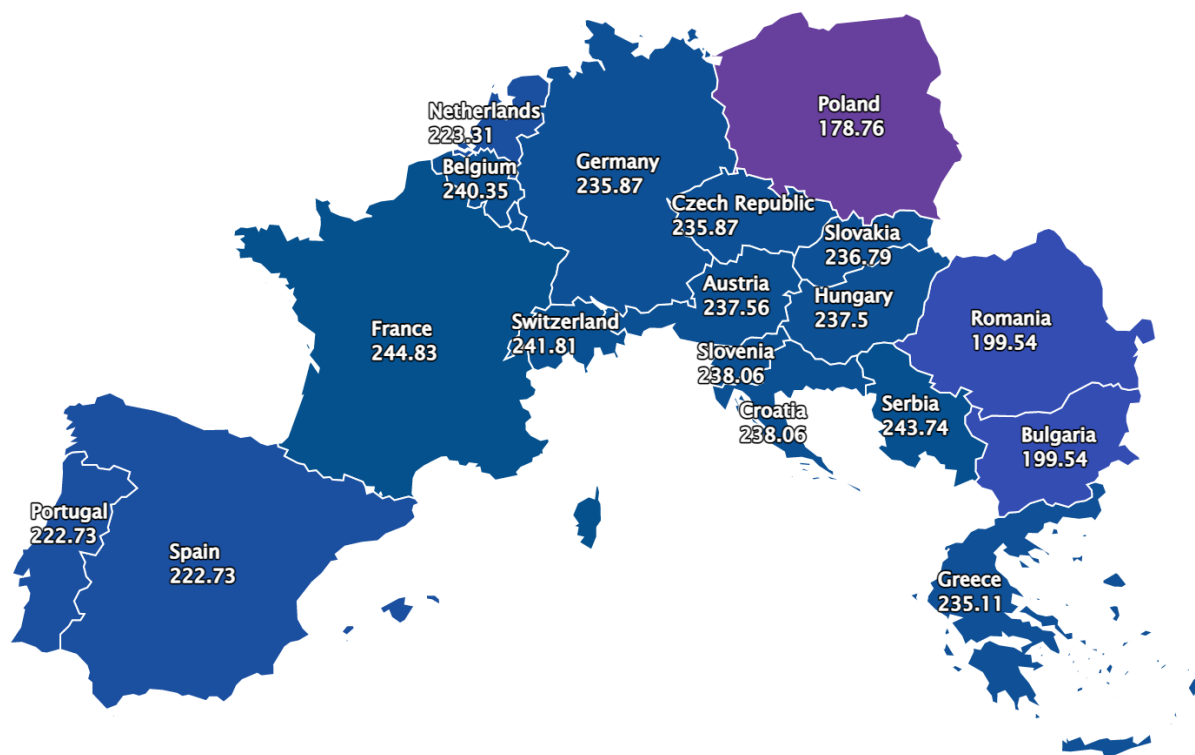 Poland
178.76
Netherlands
223.31
Belgium
240.35
Germany
235.87
Czech Republic
235.87
Slovakia
236.79
Austria
237.56
Hungary
237.5
Romania
199.54
France
244.83
Switzerland
241.81
Slovenia
238.06
Croatia
238.06
Serbia
243.74
Bulgaria
199.54
Portugal
222.73
Spain
222.73
Greece
235.11